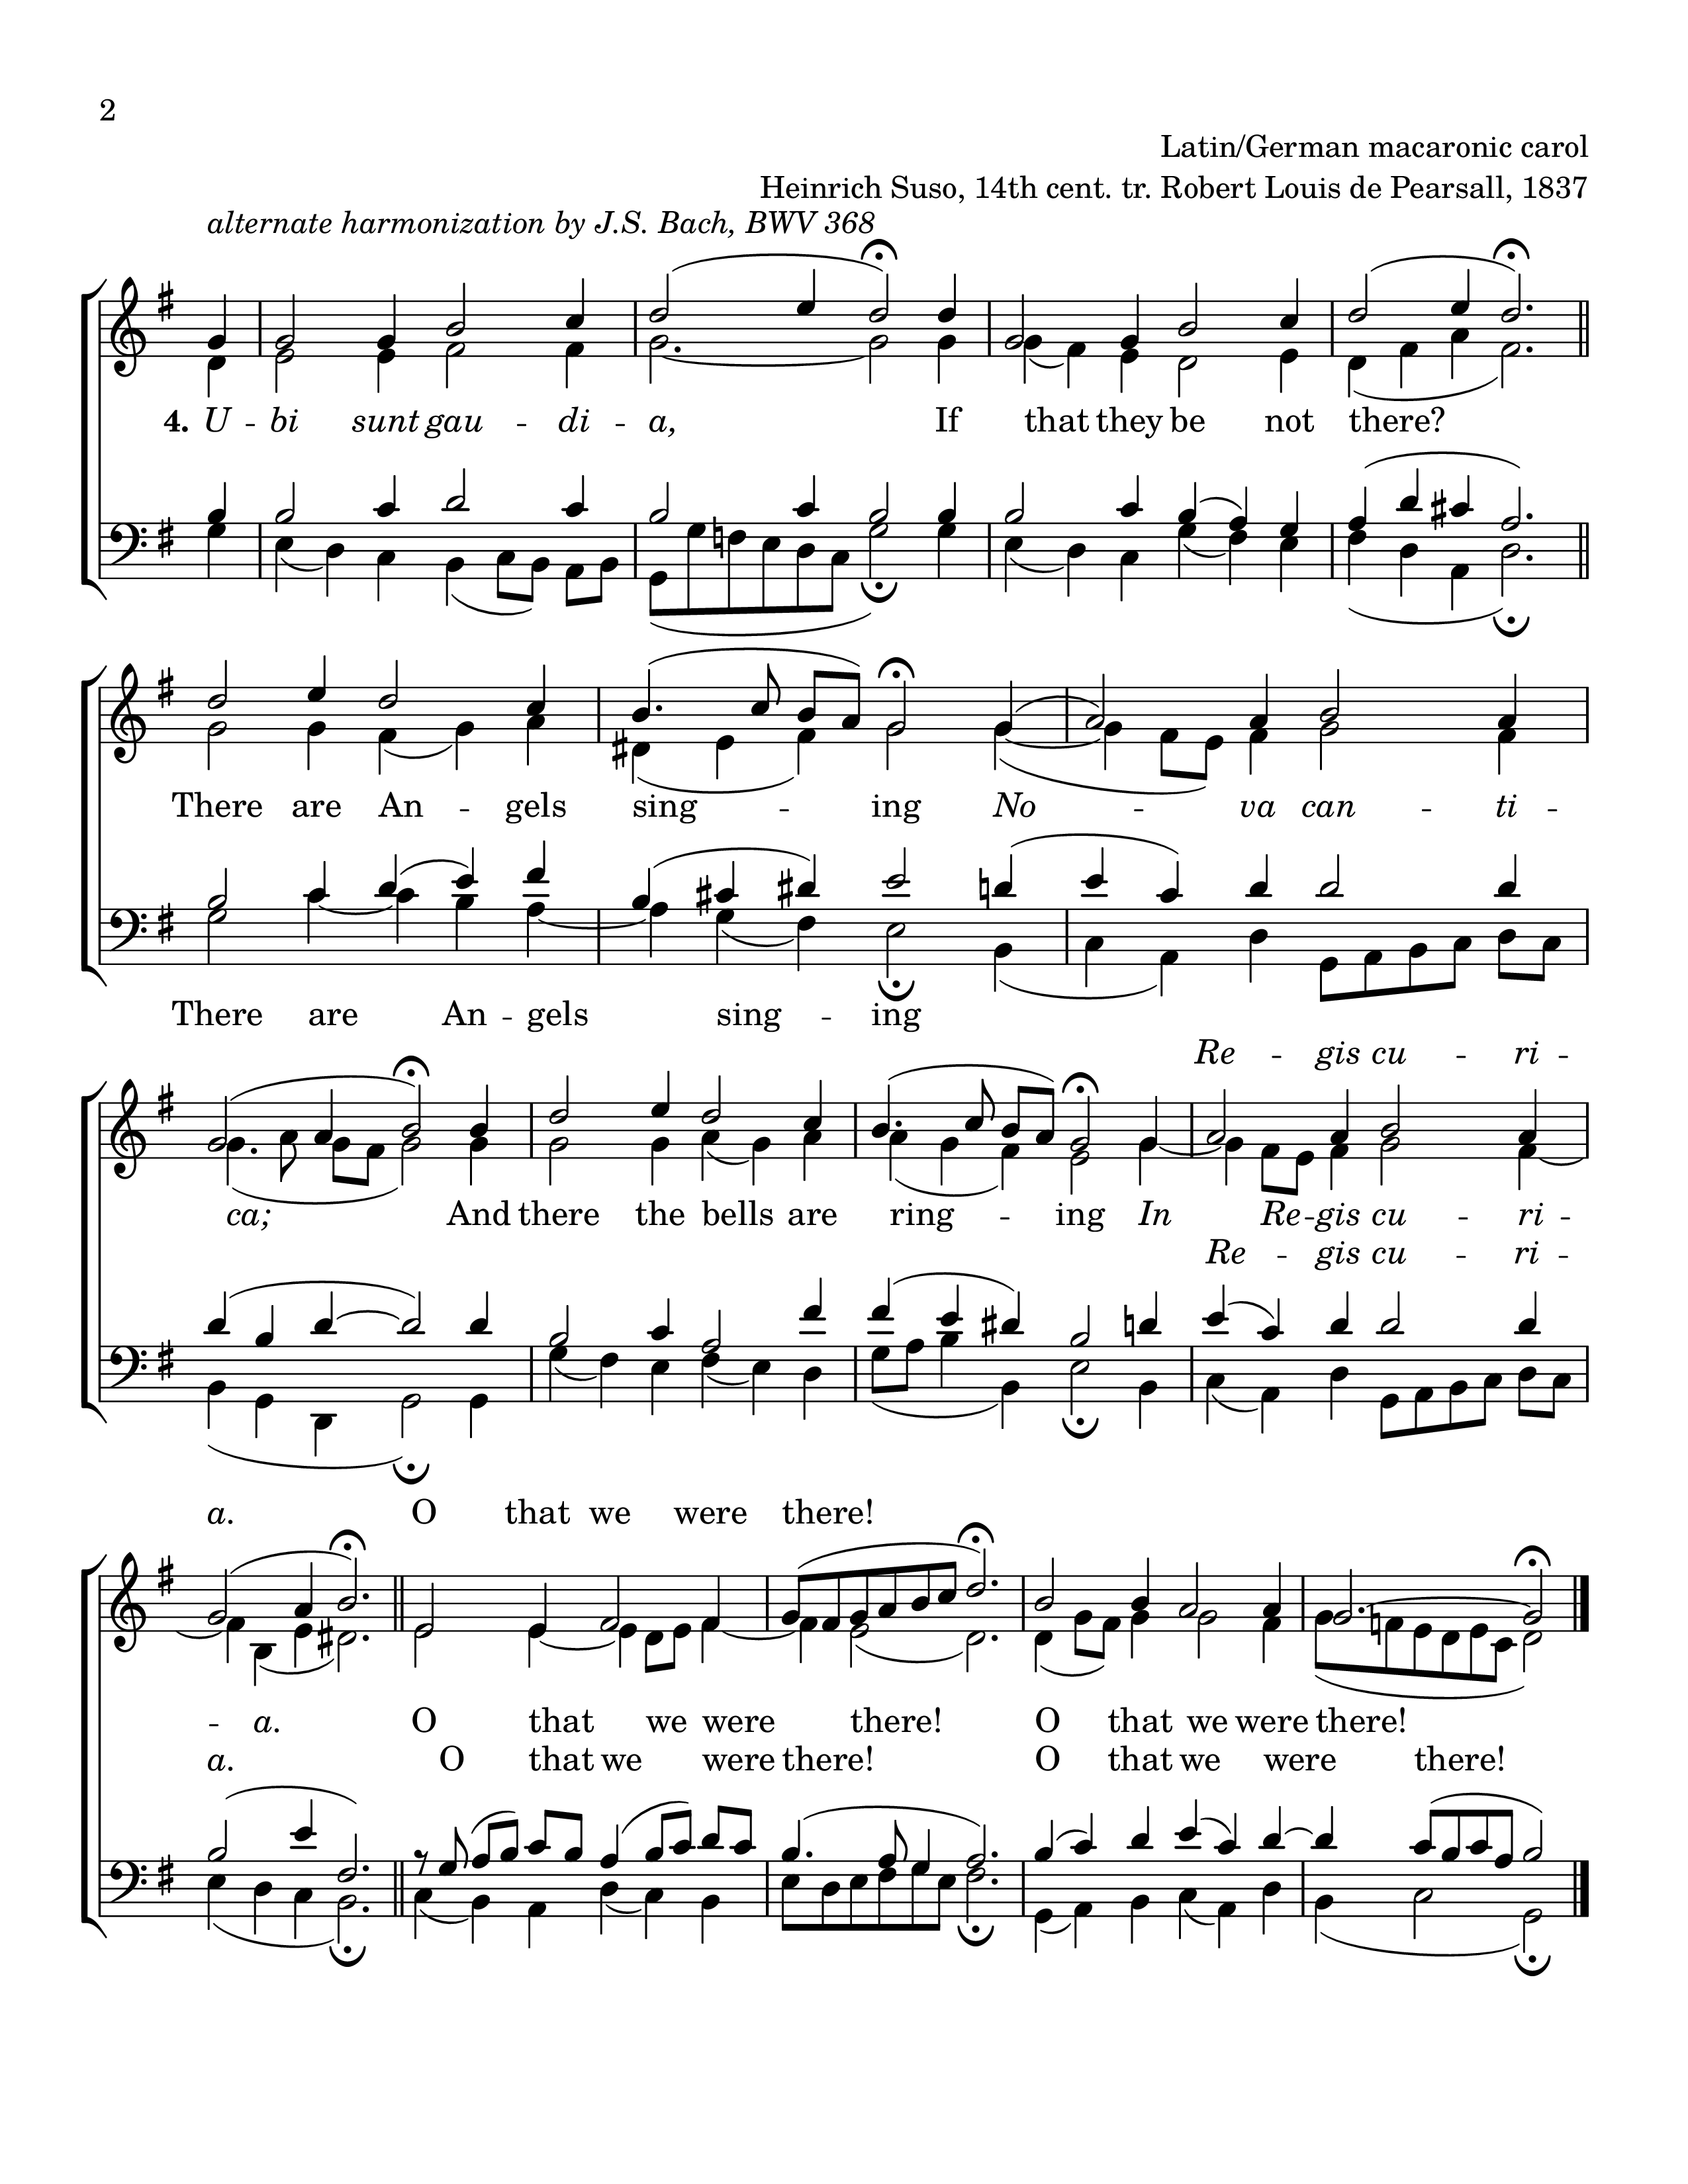 2
Latin/German macaronic carol
Heinrich Suso, 14th cent. tr. Robert Louis de Pearsall, 1837
alternate harmonization by J.S. Bach, BWV 368
4. U - bi sunt gau - di - a, If that they be not there?
There are An - gels sing - ing No - va can - ti -
There are An - gels sing - ing
Re - gis cu - ri -
ca; And there the bells are ring - ing In Re - gis cu - ri -
Re - gis cu - ri -
a. O that we were there!
- a. O that we were there! O that we were there!
a. O that we were there! O that we were there!